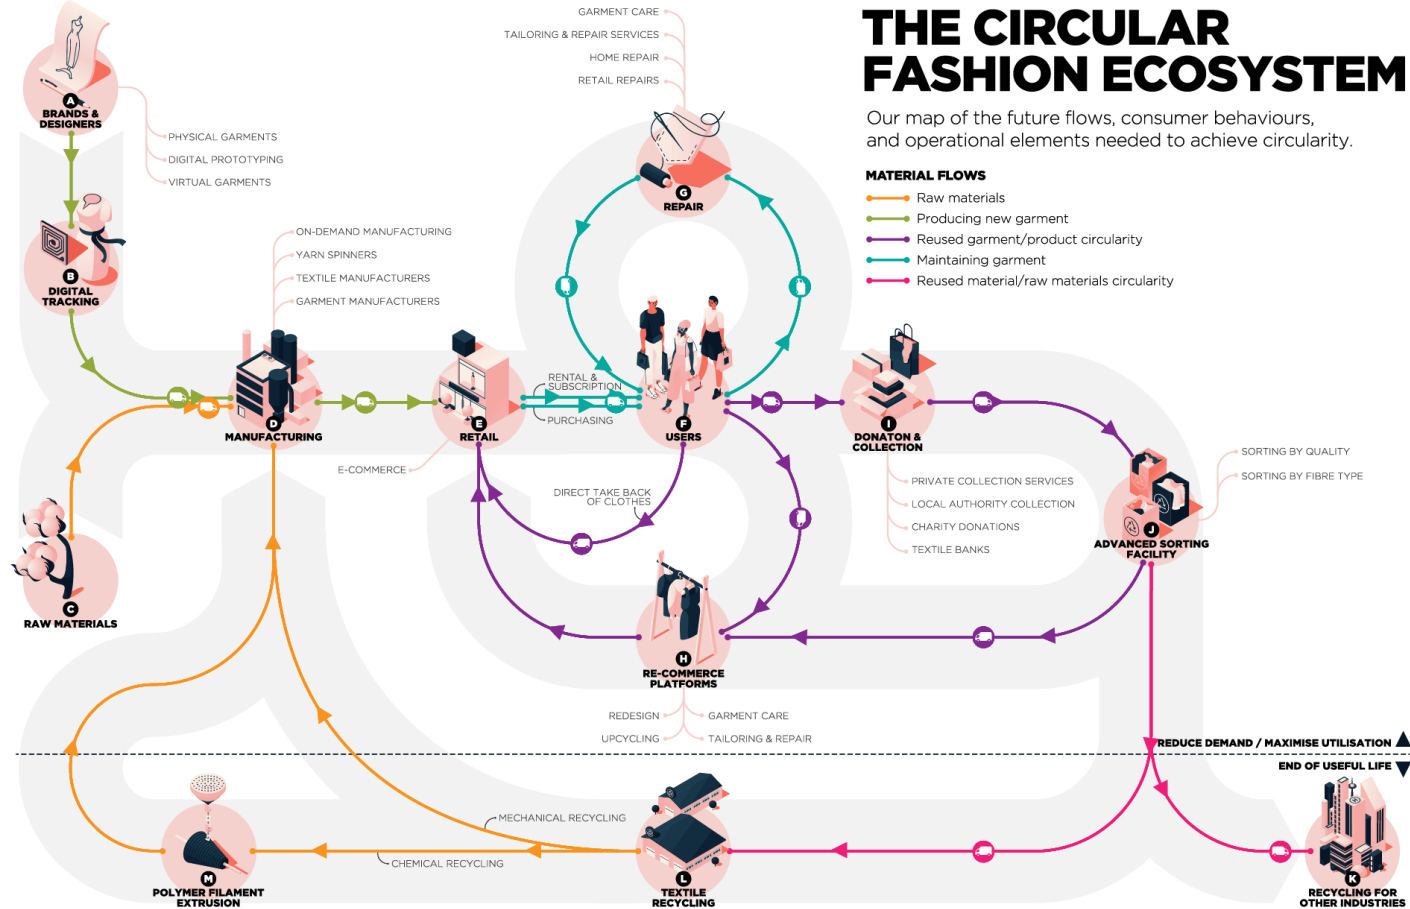 THE CIRCULAR
FASHION ECOSYSTEM
Our map of the future flows, consumer behaviours,
and operational elements needed to achieve circularity.
MATERIAL FLOWS
Raw materials
Producing new garment
Reused garment/product circularity
Maintaining garment
Reused material/raw materials circularity
A
BRANDS &
DESIGNERS
PHYSICAL GARMENTS
DIGITAL PROTOTYPING
VIRTUAL GARMENTS
B
DIGITAL
TRACKING
C
RAW MATERIALS
ON-DEMAND MANUFACTURING
YARN SPINNERS
TEXTILE MANUFACTURERS
GARMENT MANUFACTURERS
D
MANUFACTURING
E
RETAIL
E-COMMERCE
RENTAL &
SUBSCRIPTION
PURCHASING
F
USERS
DIRECT TAKE BACK
OF CLOTHES
GARMENT CARE
TAILORING & REPAIR SERVICES
HOME REPAIR
RETAIL REPAIRS
G
REPAIR
H
RE-COMMERCE
PLATFORMS
REDESIGN
UPCYCLING
GARMENT CARE
TAILORING & REPAIR
I
DONATON &
COLLECTION
PRIVATE COLLECTION SERVICES
LOCAL AUTHORITY COLLECTION
CHARITY DONATIONS
TEXTILE BANKS
SORTING BY QUALITY
SORTING BY FIBRE TYPE
J
ADVANCED SORTING
FACILITY
REDUCE DEMAND / MAXIMISE UTILISATION
END OF USEFUL LIFE
K
RECYCLING FOR
OTHER INDUSTRIES
L
TEXTILE
RECYCLING
MECHANICAL RECYCLING
CHEMICAL RECYCLING
M
POLYMER FILAMENT
EXTRUSION